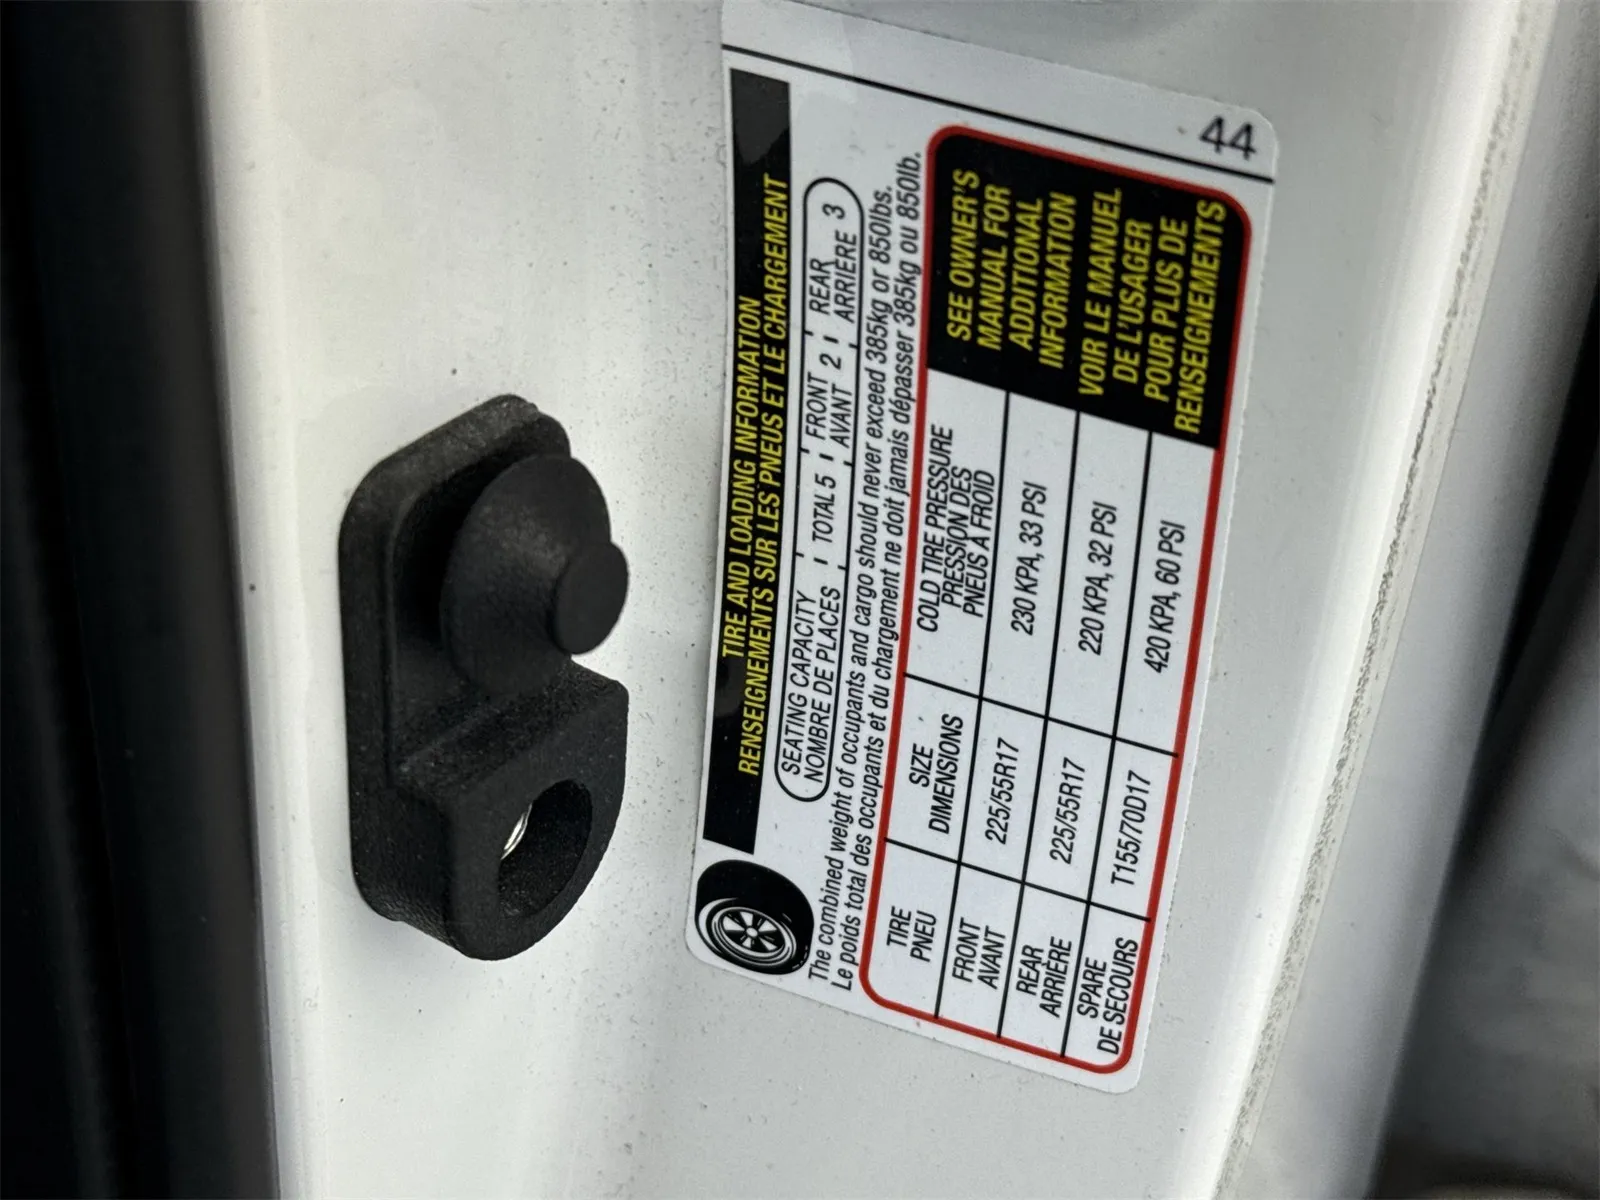 44
TIRE AND LOADING INFORMATION
RENSEIGNEMENTS SUR LES PNEUS ET LE CHARGEMENT
SEATING CAPACITY TOTAL 5 FRONT 2 REAR 3
NOMBRE DE PLACES AVANT ARRIÈRE
The combined weight of occupants and cargo should never exceed 385kg or 850lbs.
Le poids total des occupants et du chargement ne doit jamais dépasser 385kg ou 850lb.
TIRE SIZE COLD TIRE PRESSURE
PNEU DIMENSIONS PRESSION DES
PNEUS A FROID
FRONT 225/55R17 230 KPA, 33 PSI
AVANT
REAR 225/55R17 220 KPA, 32 PSI
ARRIÈRE
SPARE T155/70D17 420 KPA, 60 PSI
DE SECOURS
SEE OWNER'S
MANUAL FOR
ADDITIONAL
INFORMATION
VOIR LE MANUEL
DE L'USAGER
POUR PLUS DE
RENSEIGNEMENTS